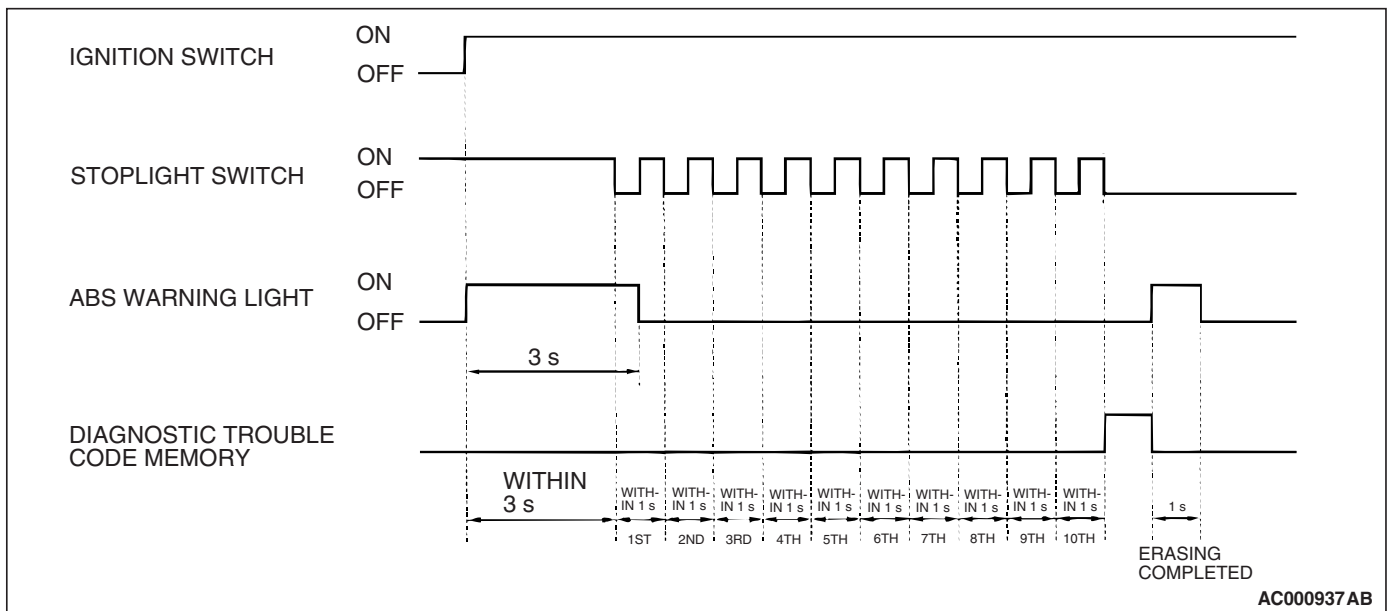 IGNITION SWITCH
ON
OFF
STOPLIGHT SWITCH
ON
OFF
ABS WARNING LIGHT
ON
OFF
3 s
DIAGNOSTIC TROUBLE
CODE MEMORY
WITHIN
3 s
WITH-
IN 1 s
1ST
WITH-
IN 1 s
2ND
WITH-
IN 1 s
3RD
WITH-
IN 1 s
4TH
WITH-
IN 1 s
5TH
WITH-
IN 1 s
6TH
WITH-
IN 1 s
7TH
WITH-
IN 1 s
8TH
WITH-
IN 1 s
9TH
WITH-
IN 1 s
10TH
1 s
ERASING
COMPLETED
AC000937AB